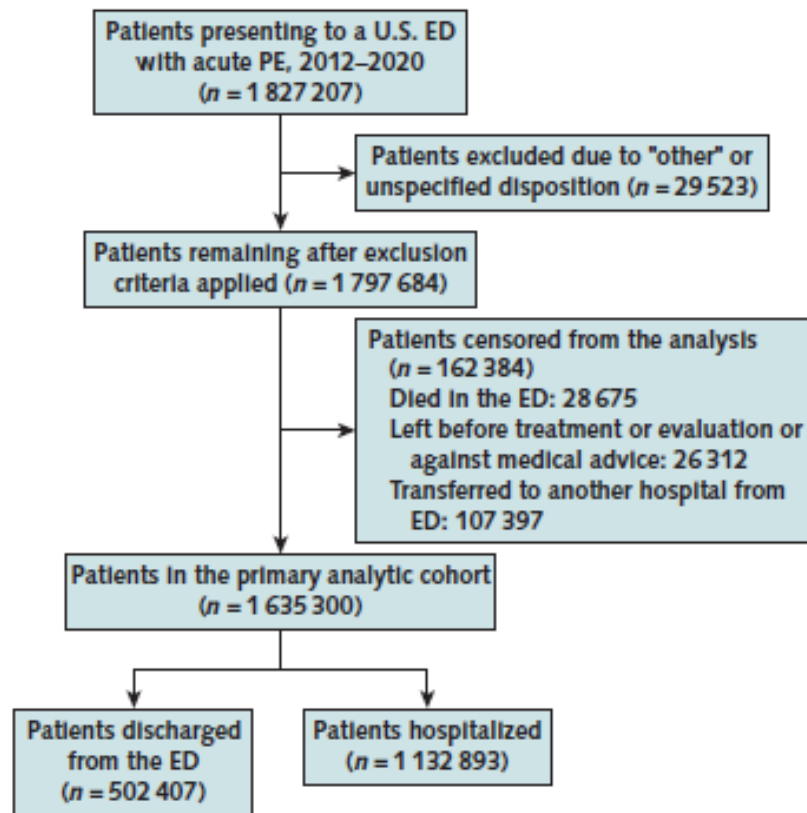 Patients presenting to a U.S. ED
with acute PE, 2012–2020
(n = 1 827 207)
Patients excluded due to "other" or
unspecified disposition (n = 29 523)
Patients remaining after exclusion
criteria applied (n = 1 797 684)
Patients censored from the analysis
(n = 162 384)
Died in the ED: 28 675
Left before treatment or evaluation or
against medical advice: 26 312
Transferred to another hospital from
ED: 107 397
Patients in the primary analytic cohort
(n = 1 635 300)
Patients discharged
from the ED
(n = 502 407)
Patients hospitalized
(n = 1 132 893)